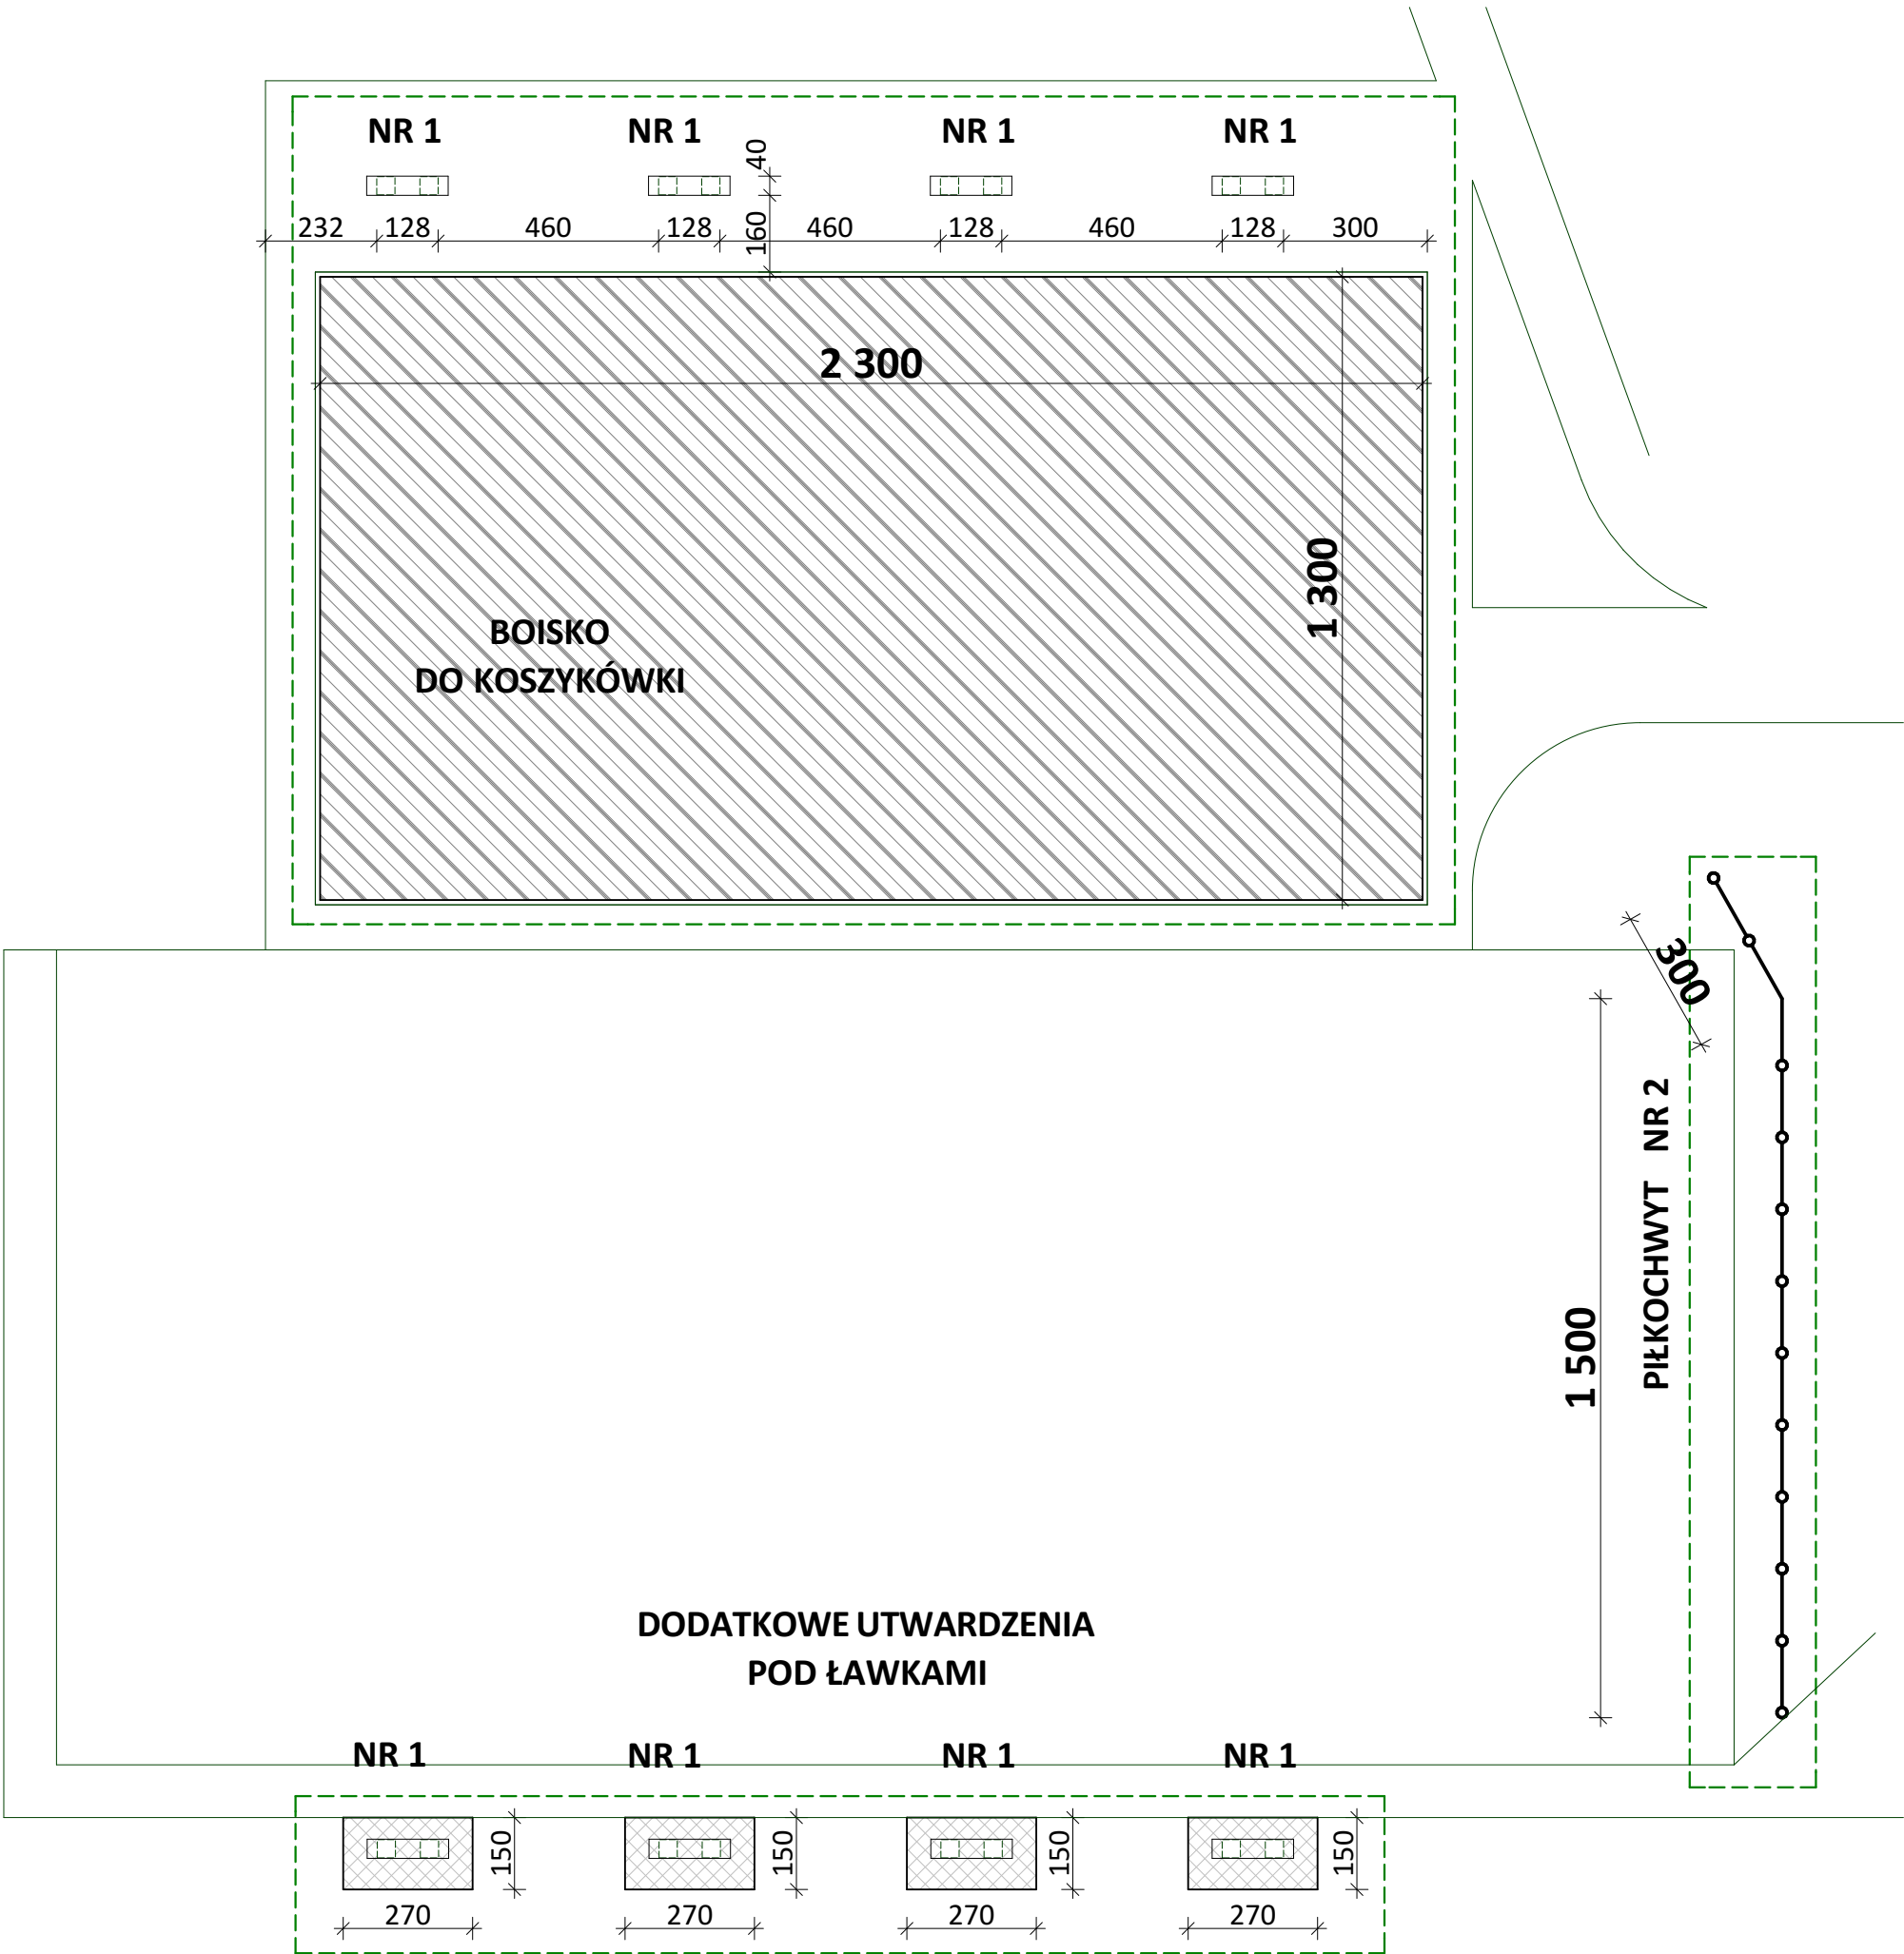 NR 1 NR 1 NR 1 NR 1
40
232 128 460 128 460 128 460 128 300
160
2 300
1 300
BOISKO
DO KOSZYKÓWKI
300
PIŁKOCHWYT NR 2
1 500
DODATKOWE UTWARDZENIA
POD ŁAWKAMI
NR 1 NR 1 NR 1 NR 1
150 150 150 150
270 270 270 270